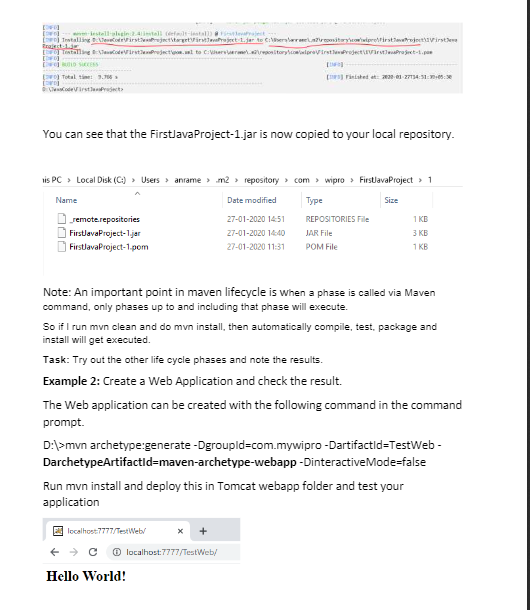 [INFO]
[INFO] --- maven-install-plugin:2.4:install (default-install) @ FirstJavaProject ---
[INFO] Installing D:\JavaCode\FirstJavaProject\target\FirstJavaProject-1.jar to C:\Users\anrame\.m2\repository\com\wipro\FirstJavaProject\1\FirstJava
Project-1.jar
[INFO] Installing D:\JavaCode\FirstJavaProject\pom.xml to C:\Users\anrame\.m2\repository\com\wipro\FirstJavaProject\1\FirstJavaProject-1.pom
[INFO]
[INFO] BUILD SUCCESS [INFO]
[INFO] Total time: 5.766 s [INFO] Finished at:
[INFO]
D:\JavaCode\FirstJavaProject>
You can see that the FirstJavaProject-1.jar is now copied to your local repository.
his PC > Local Disk (C:) > Users > anrame > .m2 > repository > com > wipro > FirstJavaProject > 1
Name Date modified Type Size
_remote.repositories 27-01-2020 14:51 REPOSITORIES File 1 KB
FirstJavaProject-1.jar 27-01-2020 14:40 JAR File 3 KB
FirstJavaProject-1.pom 27-01-2020 11:31 POM File 1 KB
Note: An important point in maven lifecycle is When a phase is called via Maven
command, only phases up to and including that phase will execute.
So if I run mvn clean and do mvn install, then automatically compile, test, package and
install will get executed.
Task: Try out the other life cycle phases and note the results.
Example 2: Create a Web Application and check the result.
The Web application can be created with the following command in the command
prompt.
D:\>mvn archetype:generate -DgroupId=com.mywipro -DartifactId=TestWeb -
DarchetypeArtifactId=maven-archetype-webapp -DinteractiveMode=false
Run mvn install and deploy this in Tomcat webapp folder and test your
application
localhost:7777/TestWeb/ × +
localhost:7777/TestWeb/
Hello World!